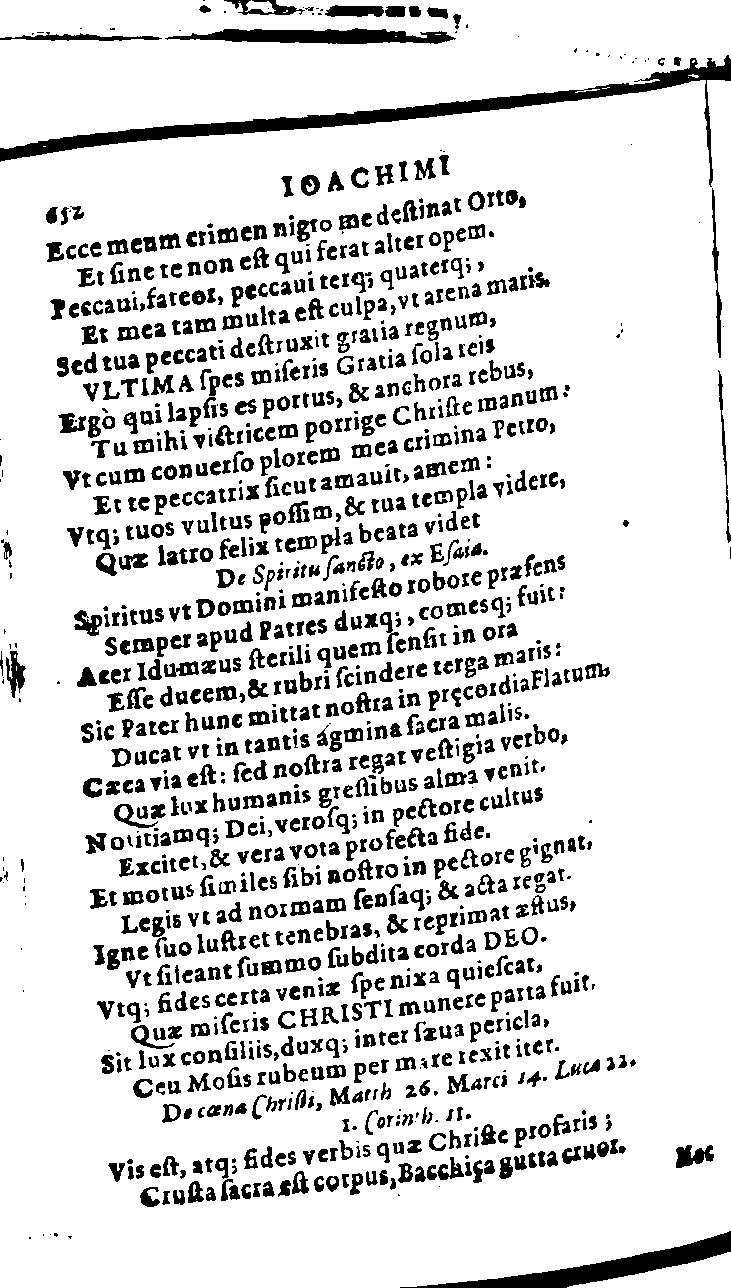 652
IOACHIMI
Ecce meum crimen nigro me destinat Orto,
Et sine te non est qui ferat alter opem.
Peccaui, fateor, peccaui terq; quaterq;,
Et mea tam multa est culpa, vt arena maris.
Sed tua peccati destruxit gratia regnum,
VLTIMA spes miseris Gratia sola reis
Ergò qui lapsis es portus, & anchora rebus,
Tu mihi victricem porrige Christe manum:
Vt cum conuerso plorem mea crimina Petro,
Et te peccatrix sicut amauit, amem:
Vtq; tuos vultus possim, & tua templa videre,
Quæ latro felix templa beata videt
De Spiritu sancto, ex Esaia.
Spiritus vt Domini manifesto robore præsens
Semper apud Patres duxq;, comesq; fuit:
Acer Idumæus sterili quem sensit in ora
Esse ducem, & rubri scindere terga maris:
Sic Pater hunc mittat nostra in pręcordia Flatum,
Ducat vt in tantis ágmina sacra malis.
Cæca via est: sed nostra regat vestigia verbo,
Quæ lux humanis gressibus alma venit.
Notitiamq; Dei, verosq; in pectore cultus
Excitet, & vera vota profecta fide.
Et motus similes sibi nostro in pectore gignat,
Legis vt ad normam sensaq; & acta regat.
Igne suo lustret tenebras, & reprimat æstus,
Vt sileant summo subdita corda DEO.
Vtq; fides certa veniæ spe nixa quiescat,
Quæ miseris CHRISTI munere parta fuit.
Sit lux consiliis, duxq; inter sæua pericla,
Ceu Mosis rubeum per mare rexit iter.
De cœna Christi, Matth 26. Marci 14. Luca 22.
1. Corinth. 11.
Vis est, atq; fides verbis quæ Christe profaris;
Crusta sacra est corpus, Bacchica gutta cruor.
Hoc